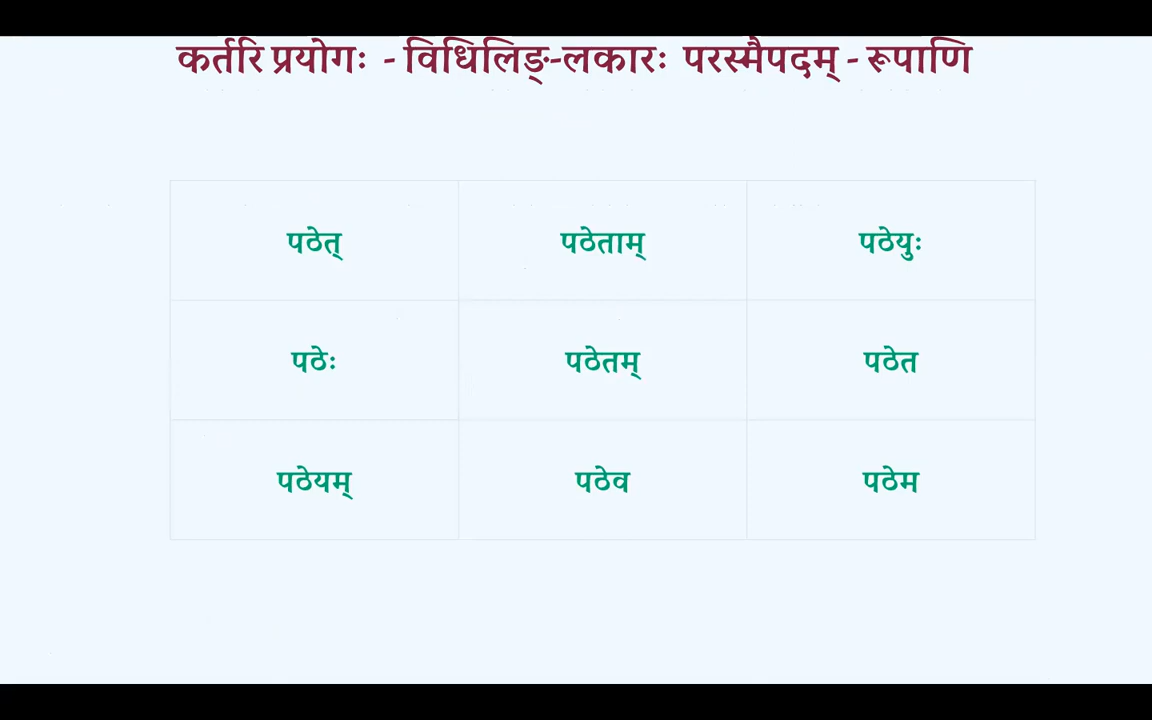 कर्तरि प्रयोगः - विधिलिङ्-लकारः परस्मैपदम् - रूपाणि
पठेत् पठेताम् पठेयुः
पठेः पठेतम् पठेत
पठेयम् पठेव पठेम